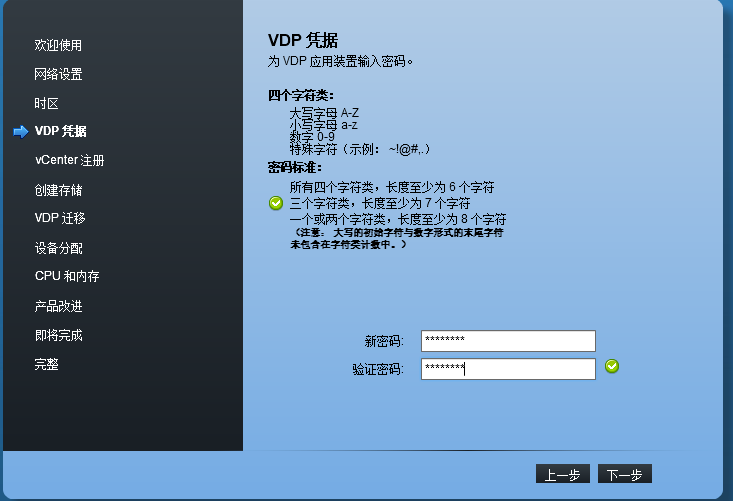 欢迎使用
网络设置
时区
VDP 凭据
vCenter 注册
创建存储
VDP 迁移
设备分配
CPU 和内存
产品改进
即将完成
完整
VDP 凭据
为 VDP 应用装置输入密码。
四个字符类:
大写字母 A-Z
小写字母 a-z
数字 0-9
特殊字符（示例： ~!@#,.）
密码标准:
所有四个字符类，长度至少为 6 个字符
三个字符类，长度至少为 7 个字符
一个或两个字符类，长度至少为 8 个字符
（注意： 大写的初始字符与数字形式的末尾字符
未包含在字符类计数中。）
新密码: ********
验证密码: ********
上一步 下一步